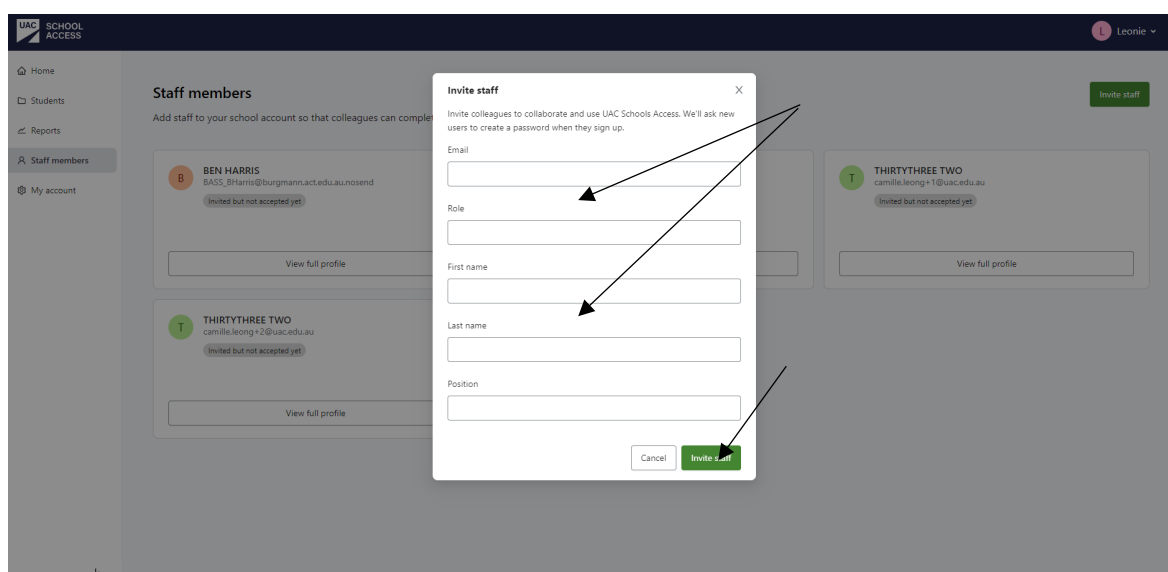 UAC SCHOOL
ACCESS
L Leonie
Home
Students
Reports
Staff members
My account
Staff members
Add staff to your school account so that colleagues can
Invite staff
B
BEN HARRIS
BASS_BHarris@burgmann.act.edu.au.nosend
Invited but not accepted yet
View full profile
T
THIRTYTHREE TWO
camille.leong+1@uac.edu.au
Invited but not accepted yet
View full profile
T
THIRTYTHREE TWO
camille.leong+2@uac.edu.au
Invited but not accepted yet
View full profile
Invite staff
Invite colleagues to collaborate and use UAC Schools Access. We'll ask new
users to create a password when they sign up.
Email
Role
First name
Last name
Position
Cancel
Invite staff